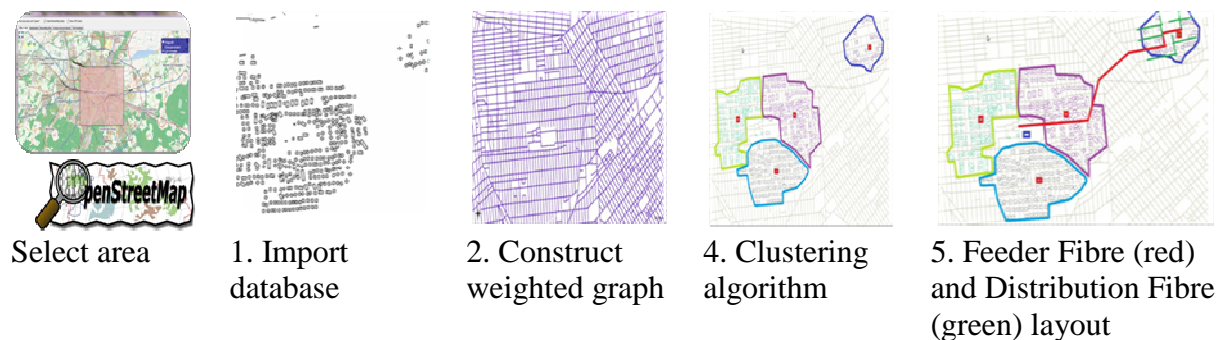 penStreetMap
Select area
1. Import
database
2. Construct
weighted graph
4. Clustering
algorithm
5. Feeder Fibre (red)
and Distribution Fibre
(green) layout